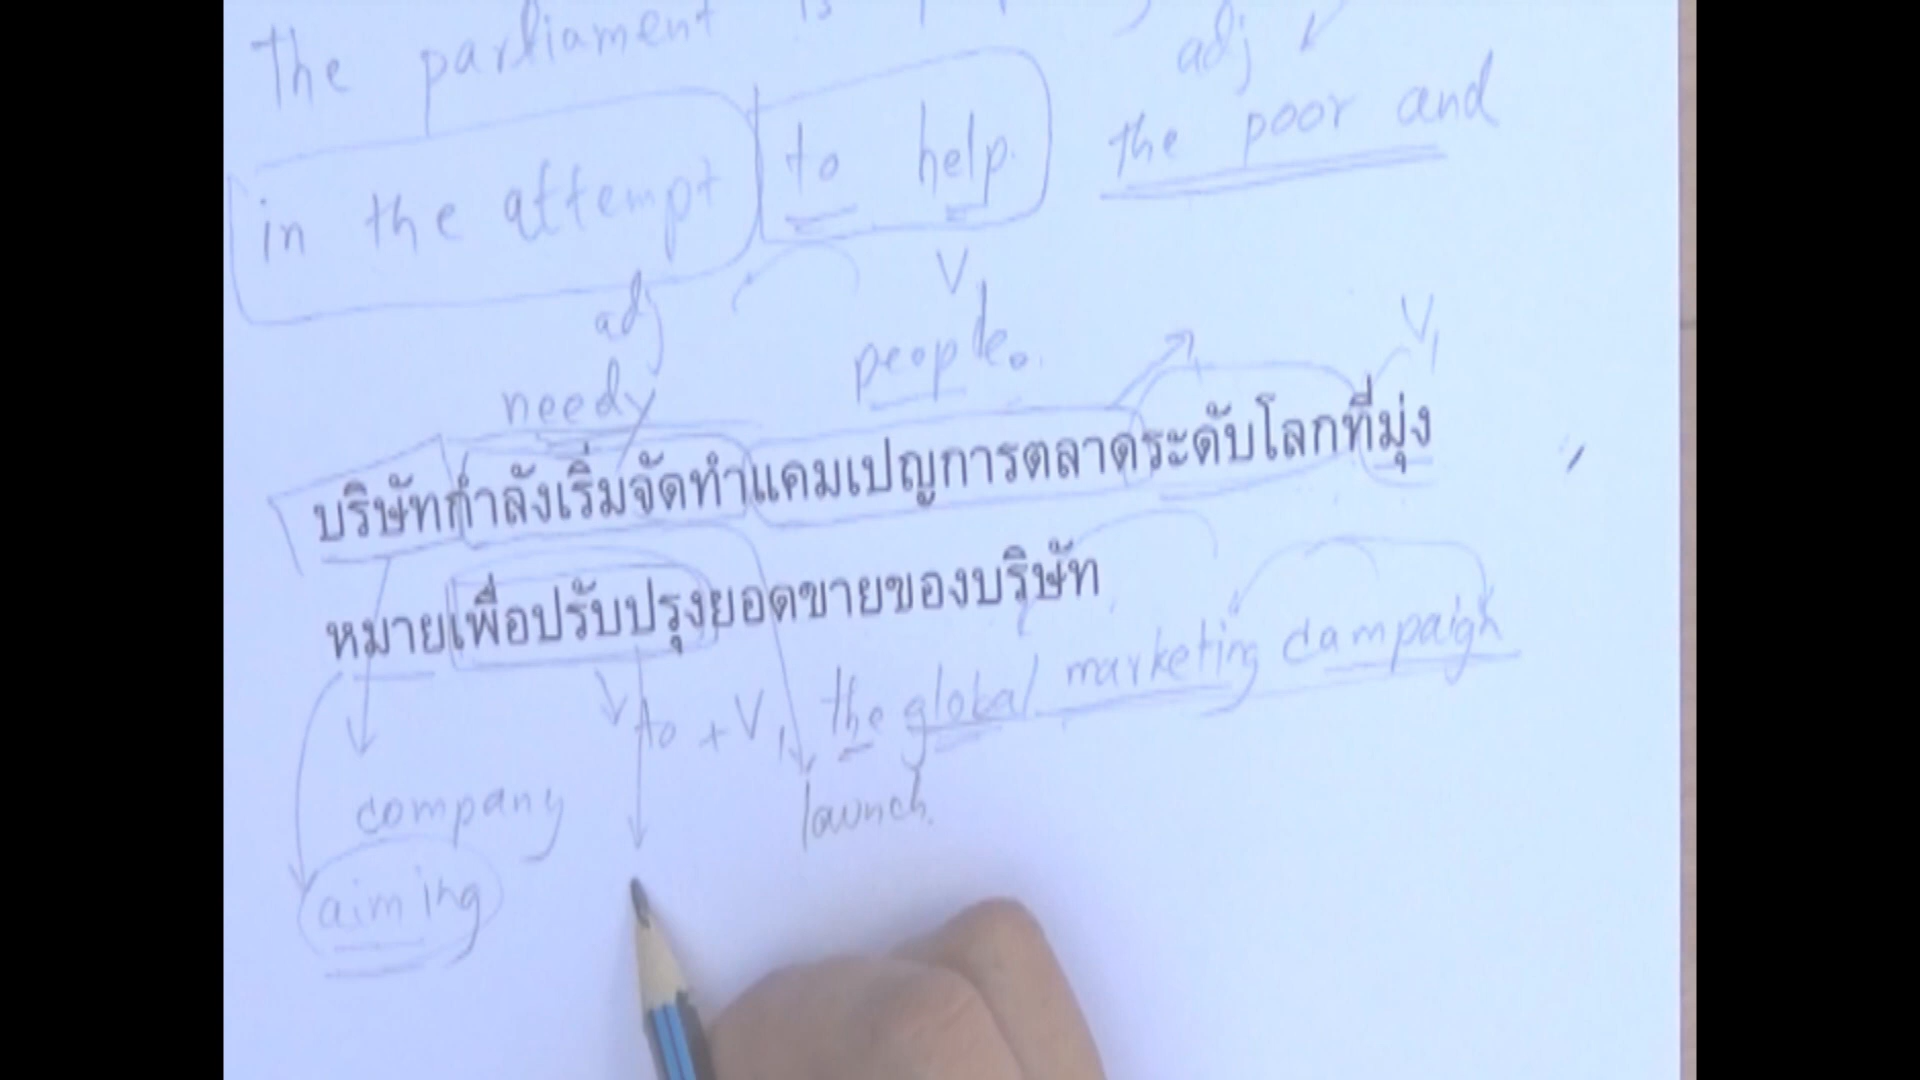 the parliament is
adj
in the attempt to help the poor and
adj V
needy people. V1
บริษัทกำลังเริ่มจัดทำแคมเปญการตลาดระดับโลกที่มุ่ง
หมายเพื่อปรับปรุงยอดขายของบริษัท
to + V1 the global marketing campaign
company launch
aiming